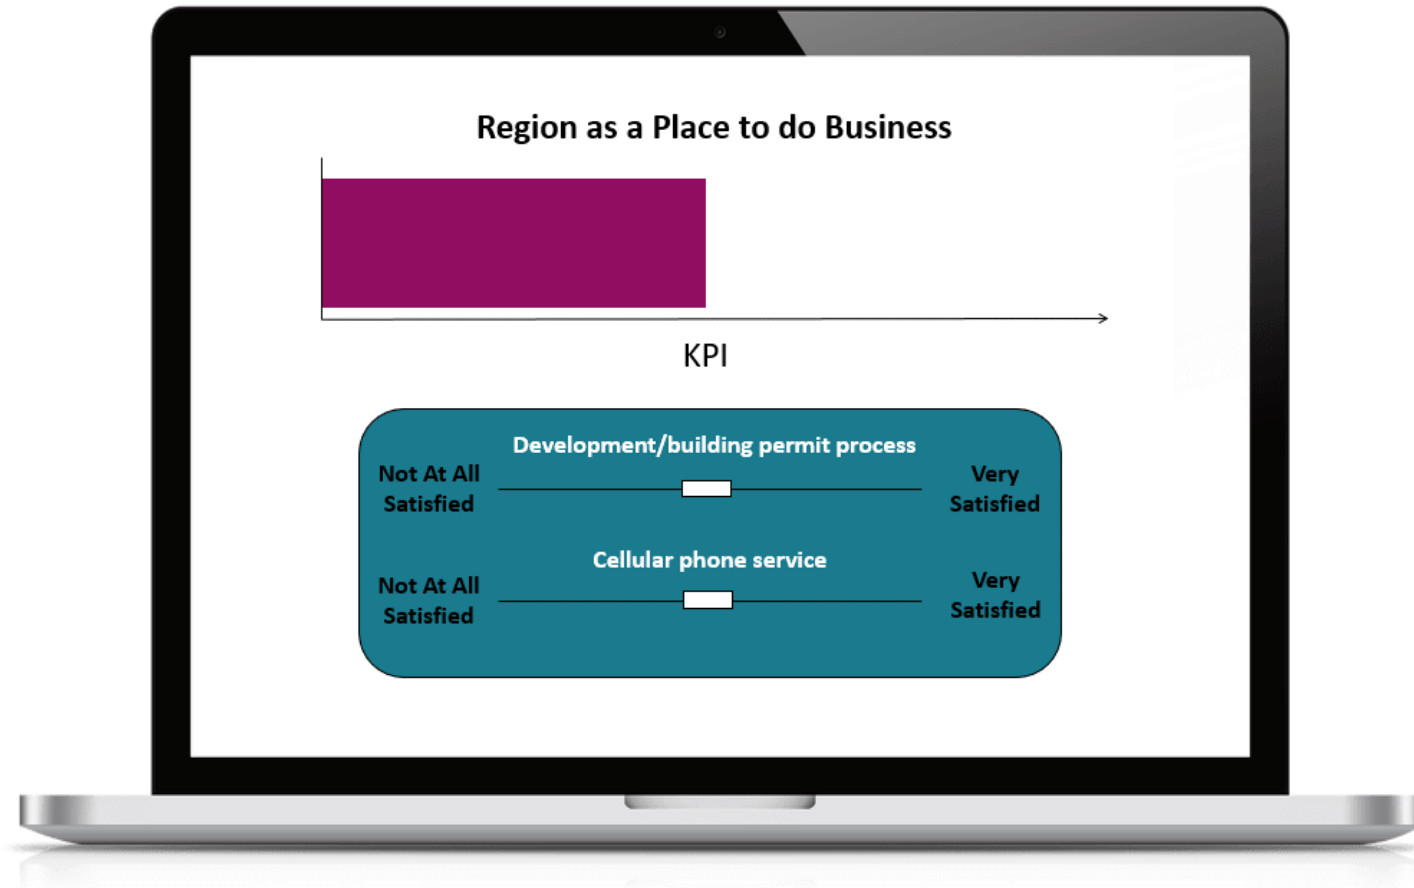 Region as a Place to do Business
KPI
Development/building permit process
Not At All
Satisfied
Very
Satisfied
Cellular phone service
Not At All
Satisfied
Very
Satisfied